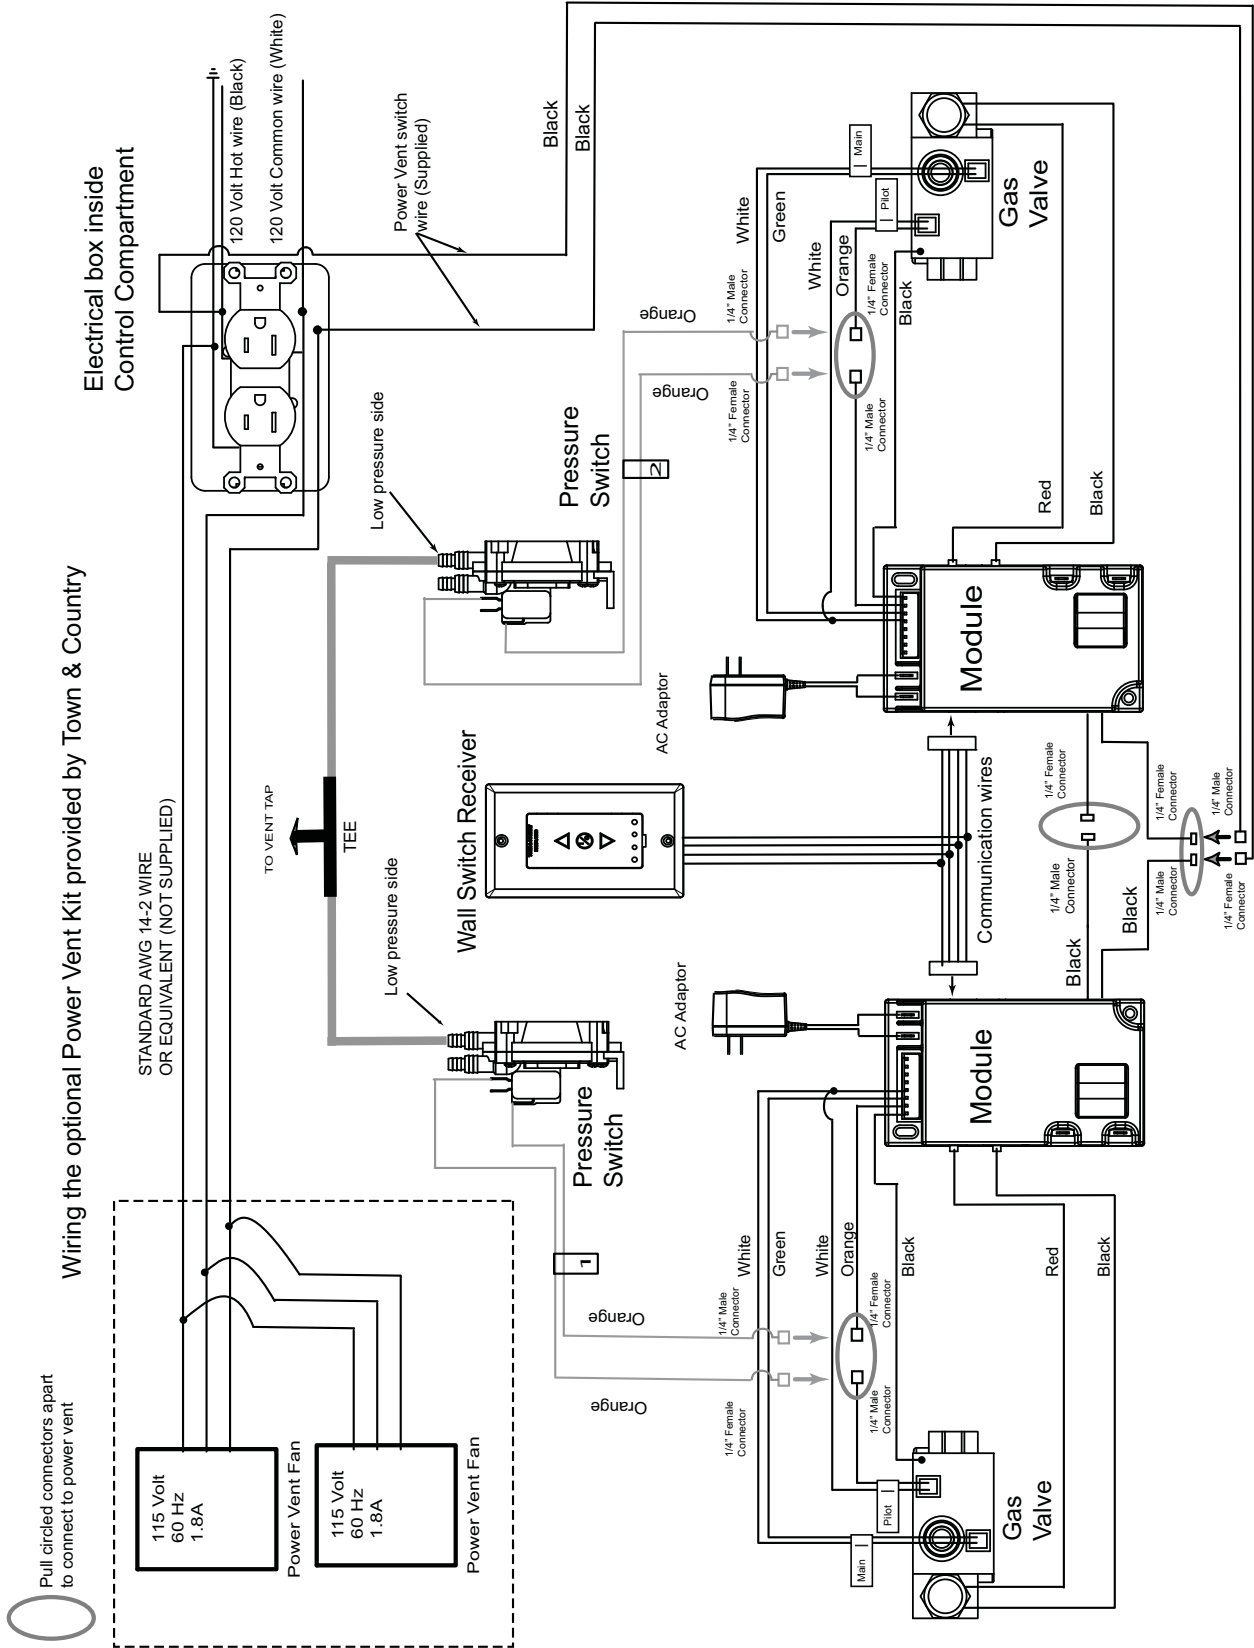 Wiring the optional Power Vent Kit provided by Town & Country
Pull circled connectors apart
to connect to power vent
115 Volt
60 Hz
1.8A
Power Vent Fan
115 Volt
60 Hz
1.8A
Power Vent Fan
STANDARD AWG 14-2 WIRE
OR EQUIVALENT (NOT SUPPLIED)
TO VENT TAP
TEE
Electrical box inside
Control Compartment
120 Volt Hot wire (Black)
120 Volt Common wire (White)
Power Vent switch
wire (Supplied)
Black
Black
Low pressure side
Pressure
Switch
1
Orange
Orange
Low pressure side
Pressure
Switch
2
Orange
Orange
Wall Switch Receiver
AC Adaptor
AC Adaptor
Communication wires
1/4" Female
Connector
1/4" Male
Connector
White
Green
White
Orange
1/4" Male
Connector
1/4" Female
Connector
Black
Main
Pilot
Gas
Valve
Module
Red
Black
1/4" Female
Connector
1/4" Male
Connector
White
Green
White
Orange
1/4" Male
Connector
1/4" Female
Connector
Black
Main
Pilot
Gas
Valve
Module
Red
Black
Black
1/4" Male
Connector
1/4" Female
Connector
Black
1/4" Male
Connector
1/4" Female
Connector
1/4" Female
Connector
1/4" Male
Connector